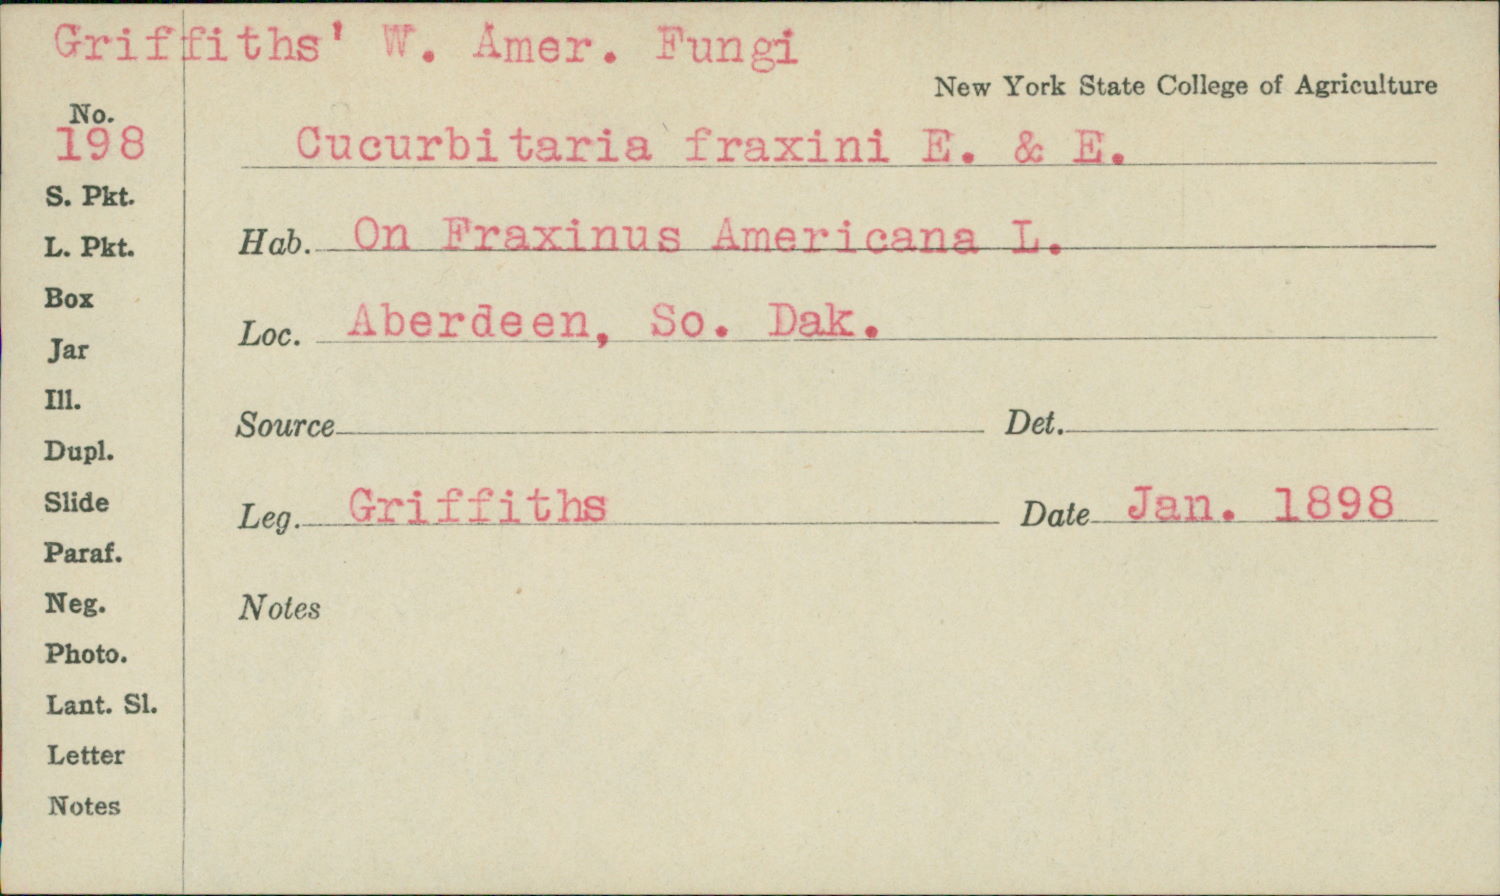 Griffiths' W. Amer. Fungi
New York State College of Agriculture
No.
198
Cucurbitaria fraxini E. & E.
S. Pkt.
L. Pkt.
Hab. On Fraxinus Americana L.
Box
Loc. Aberdeen, So. Dak.
Jar
Ill.
Source Det.
Dupl.
Slide
Leg. Griffiths Date Jan. 1898
Paraf.
Neg.
Notes
Photo.
Lant. Sl.
Letter
Notes